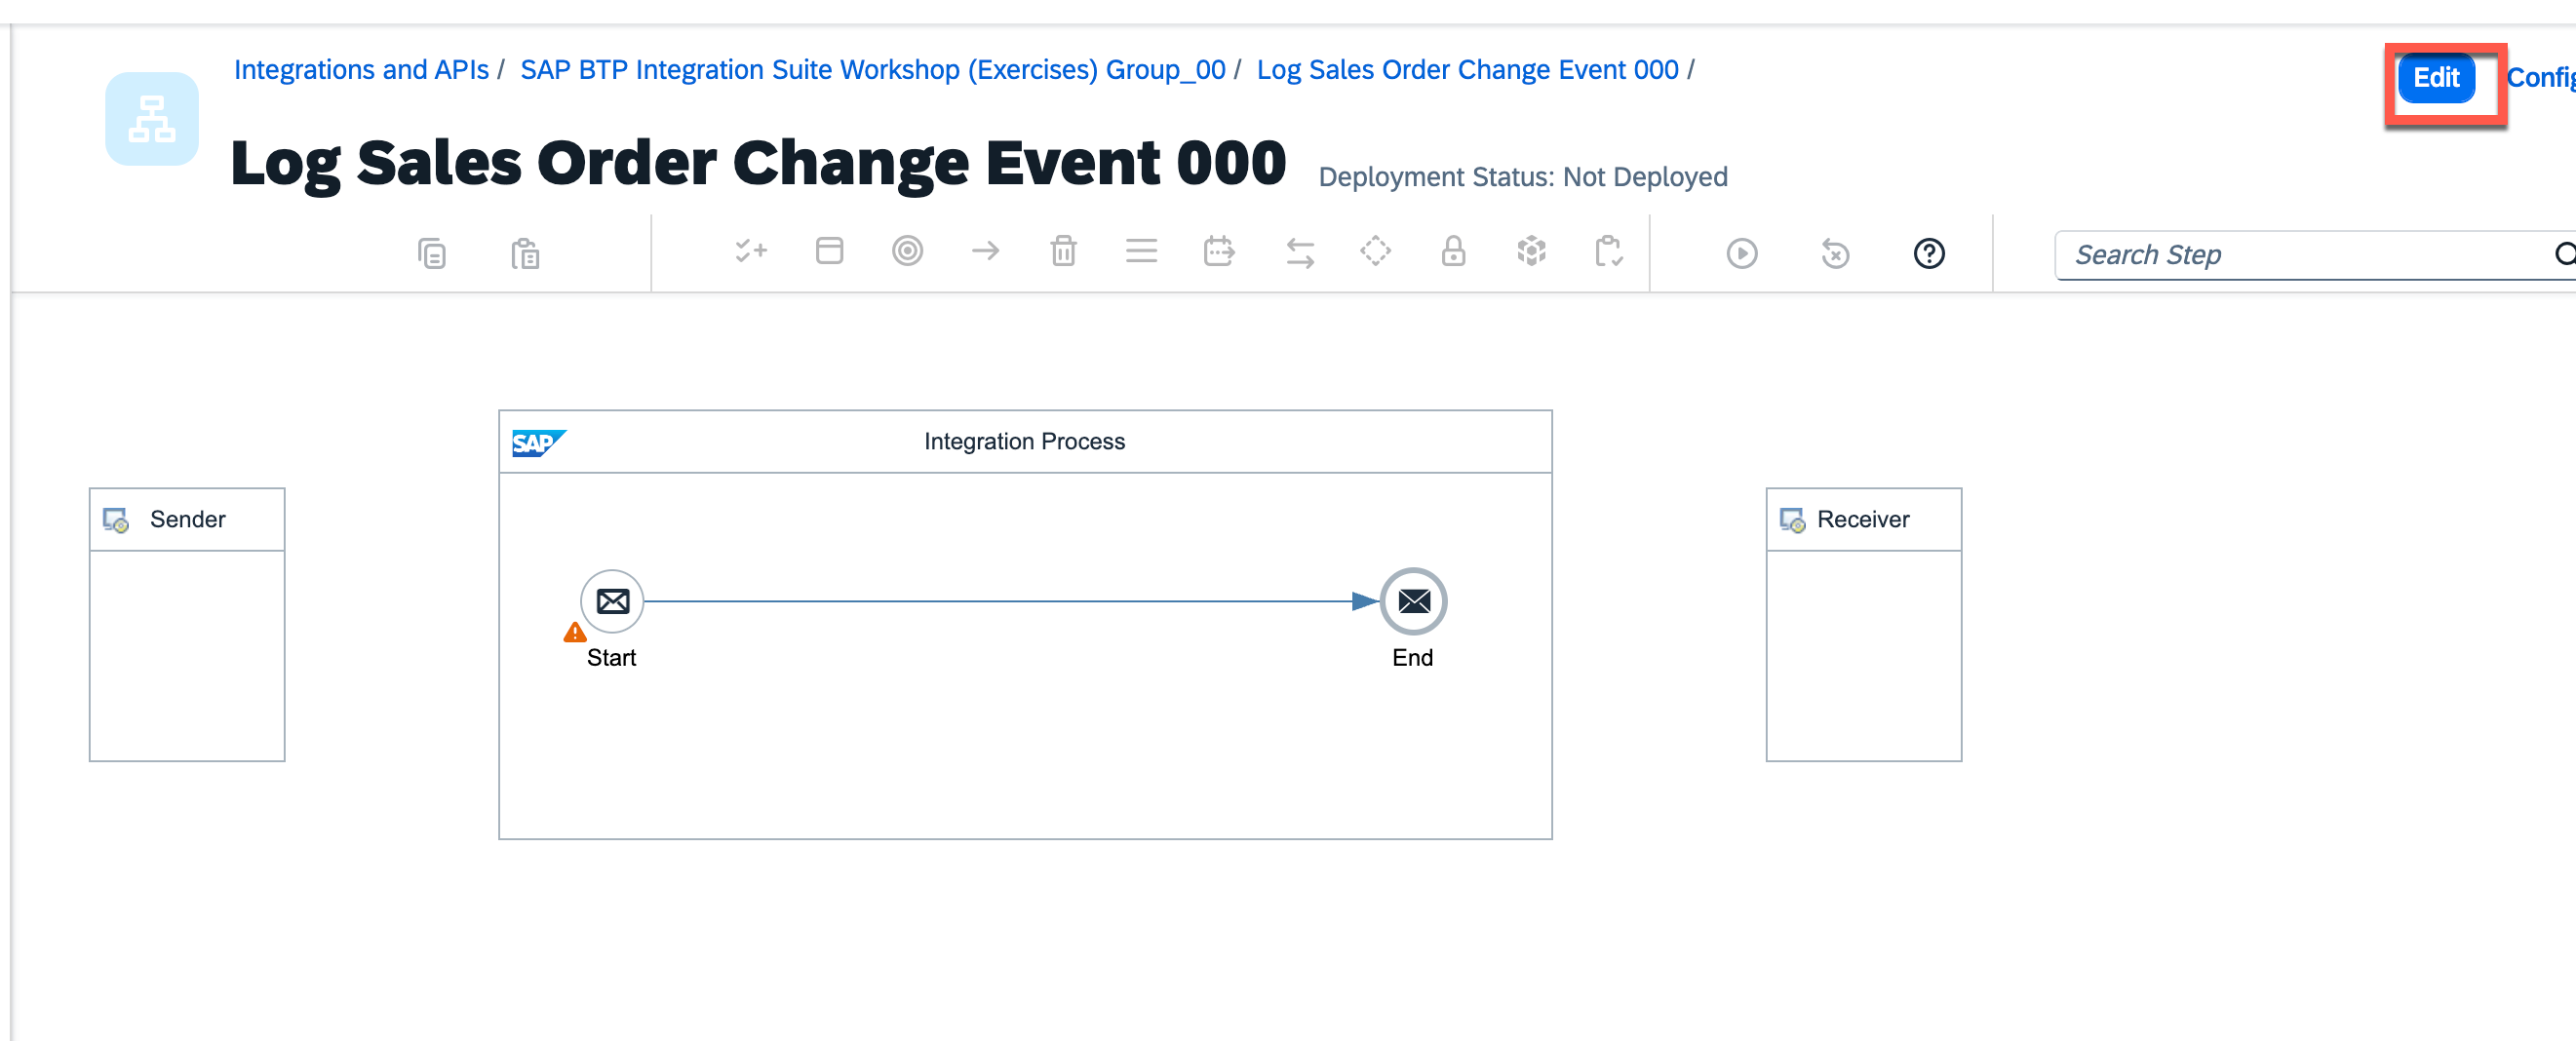 Integrations and APIs / SAP BTP Integration Suite Workshop (Exercises) Group_00 / Log Sales Order Change Event 000 /
Edit
Log Sales Order Change Event 000 Deployment Status: Not Deployed
Search Step
SAP Integration Process
Sender
Receiver
Start
End